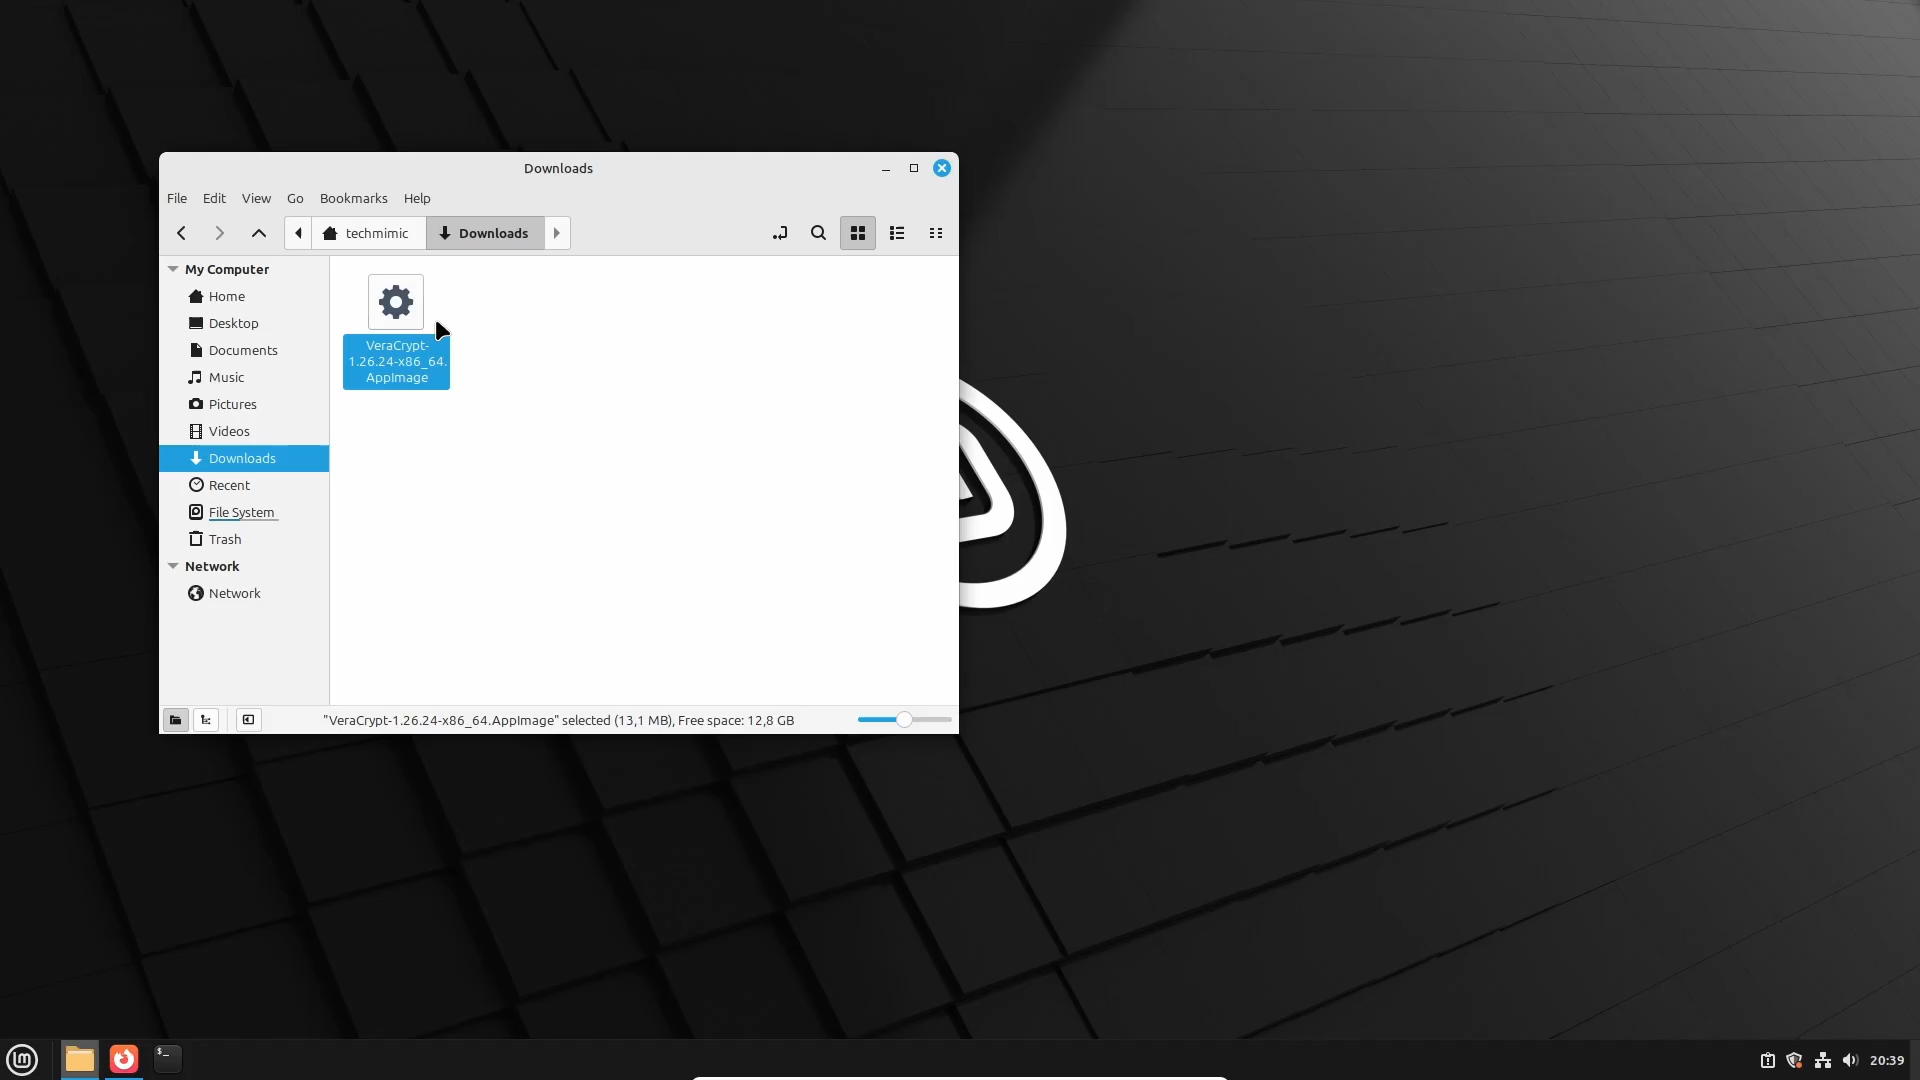 Downloads
File Edit View Go Bookmarks Help
techmimic Downloads
My Computer
Home
Desktop
Documents
Music
Pictures
Videos
Downloads
Recent
File System
Trash
Network
Network
VeraCrypt-
1.26.24-x86_64.
AppImage
"VeraCrypt-1.26.24-x86_64.AppImage" selected (13,1 MB), Free space: 12,8 GB
$_
20:39